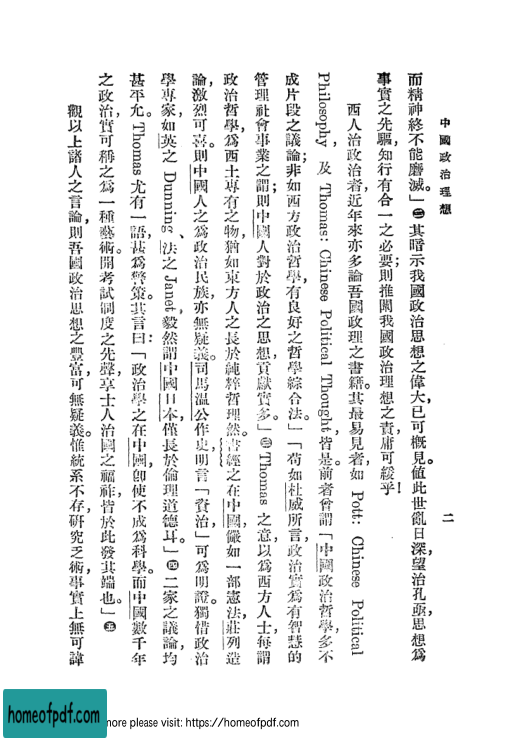 中國政治理想
二
而精神終不能磨滅。」㊂其暗示我國政治思想之偉大,已可概見。値此世亂日深,望治孔亟,思想爲
事實之先驅,知行有合一之必要;則推闡我國政治理想之責,庸可緩乎!
西人治政治者,近年來亦多論吾國政理之書籍。其最易見者,如 Pott: Chinese Political
Philosophy, 及 Thomas: Chinese Political Thought, 皆是。前者曾謂「中國政治哲學,多不
成片段之議論;非如西方政治哲學,有良好之哲學綜合法。」「苟如杜威所言,政治實爲有智慧的
管理社會事業之謂;則中國人對於政治之思想,貢獻實多。」㊂Thomas 之意,以爲西方人士,每謂
政治哲學,爲西土專有之物,猶如東方人之長於純粹哲理然。書經之在中國,儼如一部憲法,莊列造
論,激烈可喜。則中國人之爲政治民族,亦無疑義。司馬溫公作史,明言「資治」可爲明證。獨惜政治
學專家,如英之 Dunning、法之 Janet, 毅然謂中國日本,僅長於倫理道德耳。」㊃二家之議論,均
甚平允。Thomas 尤有一語,甚爲警策。其言曰:「政治學之在中國,卽使不成爲科學。而中國數千年
之政治,實可稱之爲一種藝術。開考試制度之先聲,享士人治國之福祚,皆於此發其端也。」㊄
觀以上諸人之言論,則吾國政治思想之豐富,可無疑義。惟統系不存,研究乏術,事實上無可諱
homeofpdf.com
more please visit: https://homeofpdf.com